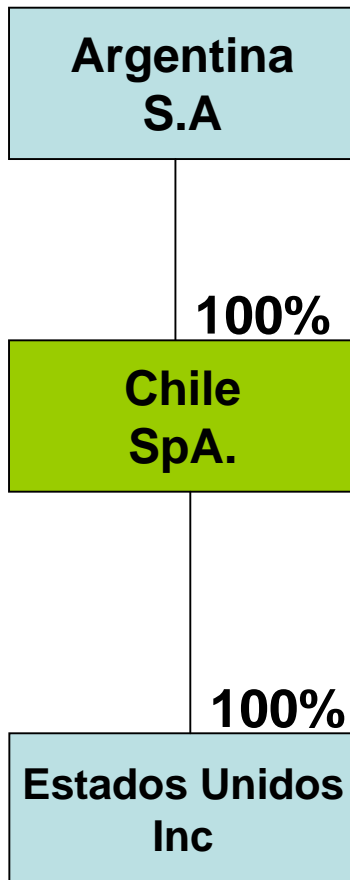 Argentina
S.A
100%
Chile
SpA.
100%
Estados Unidos
Inc